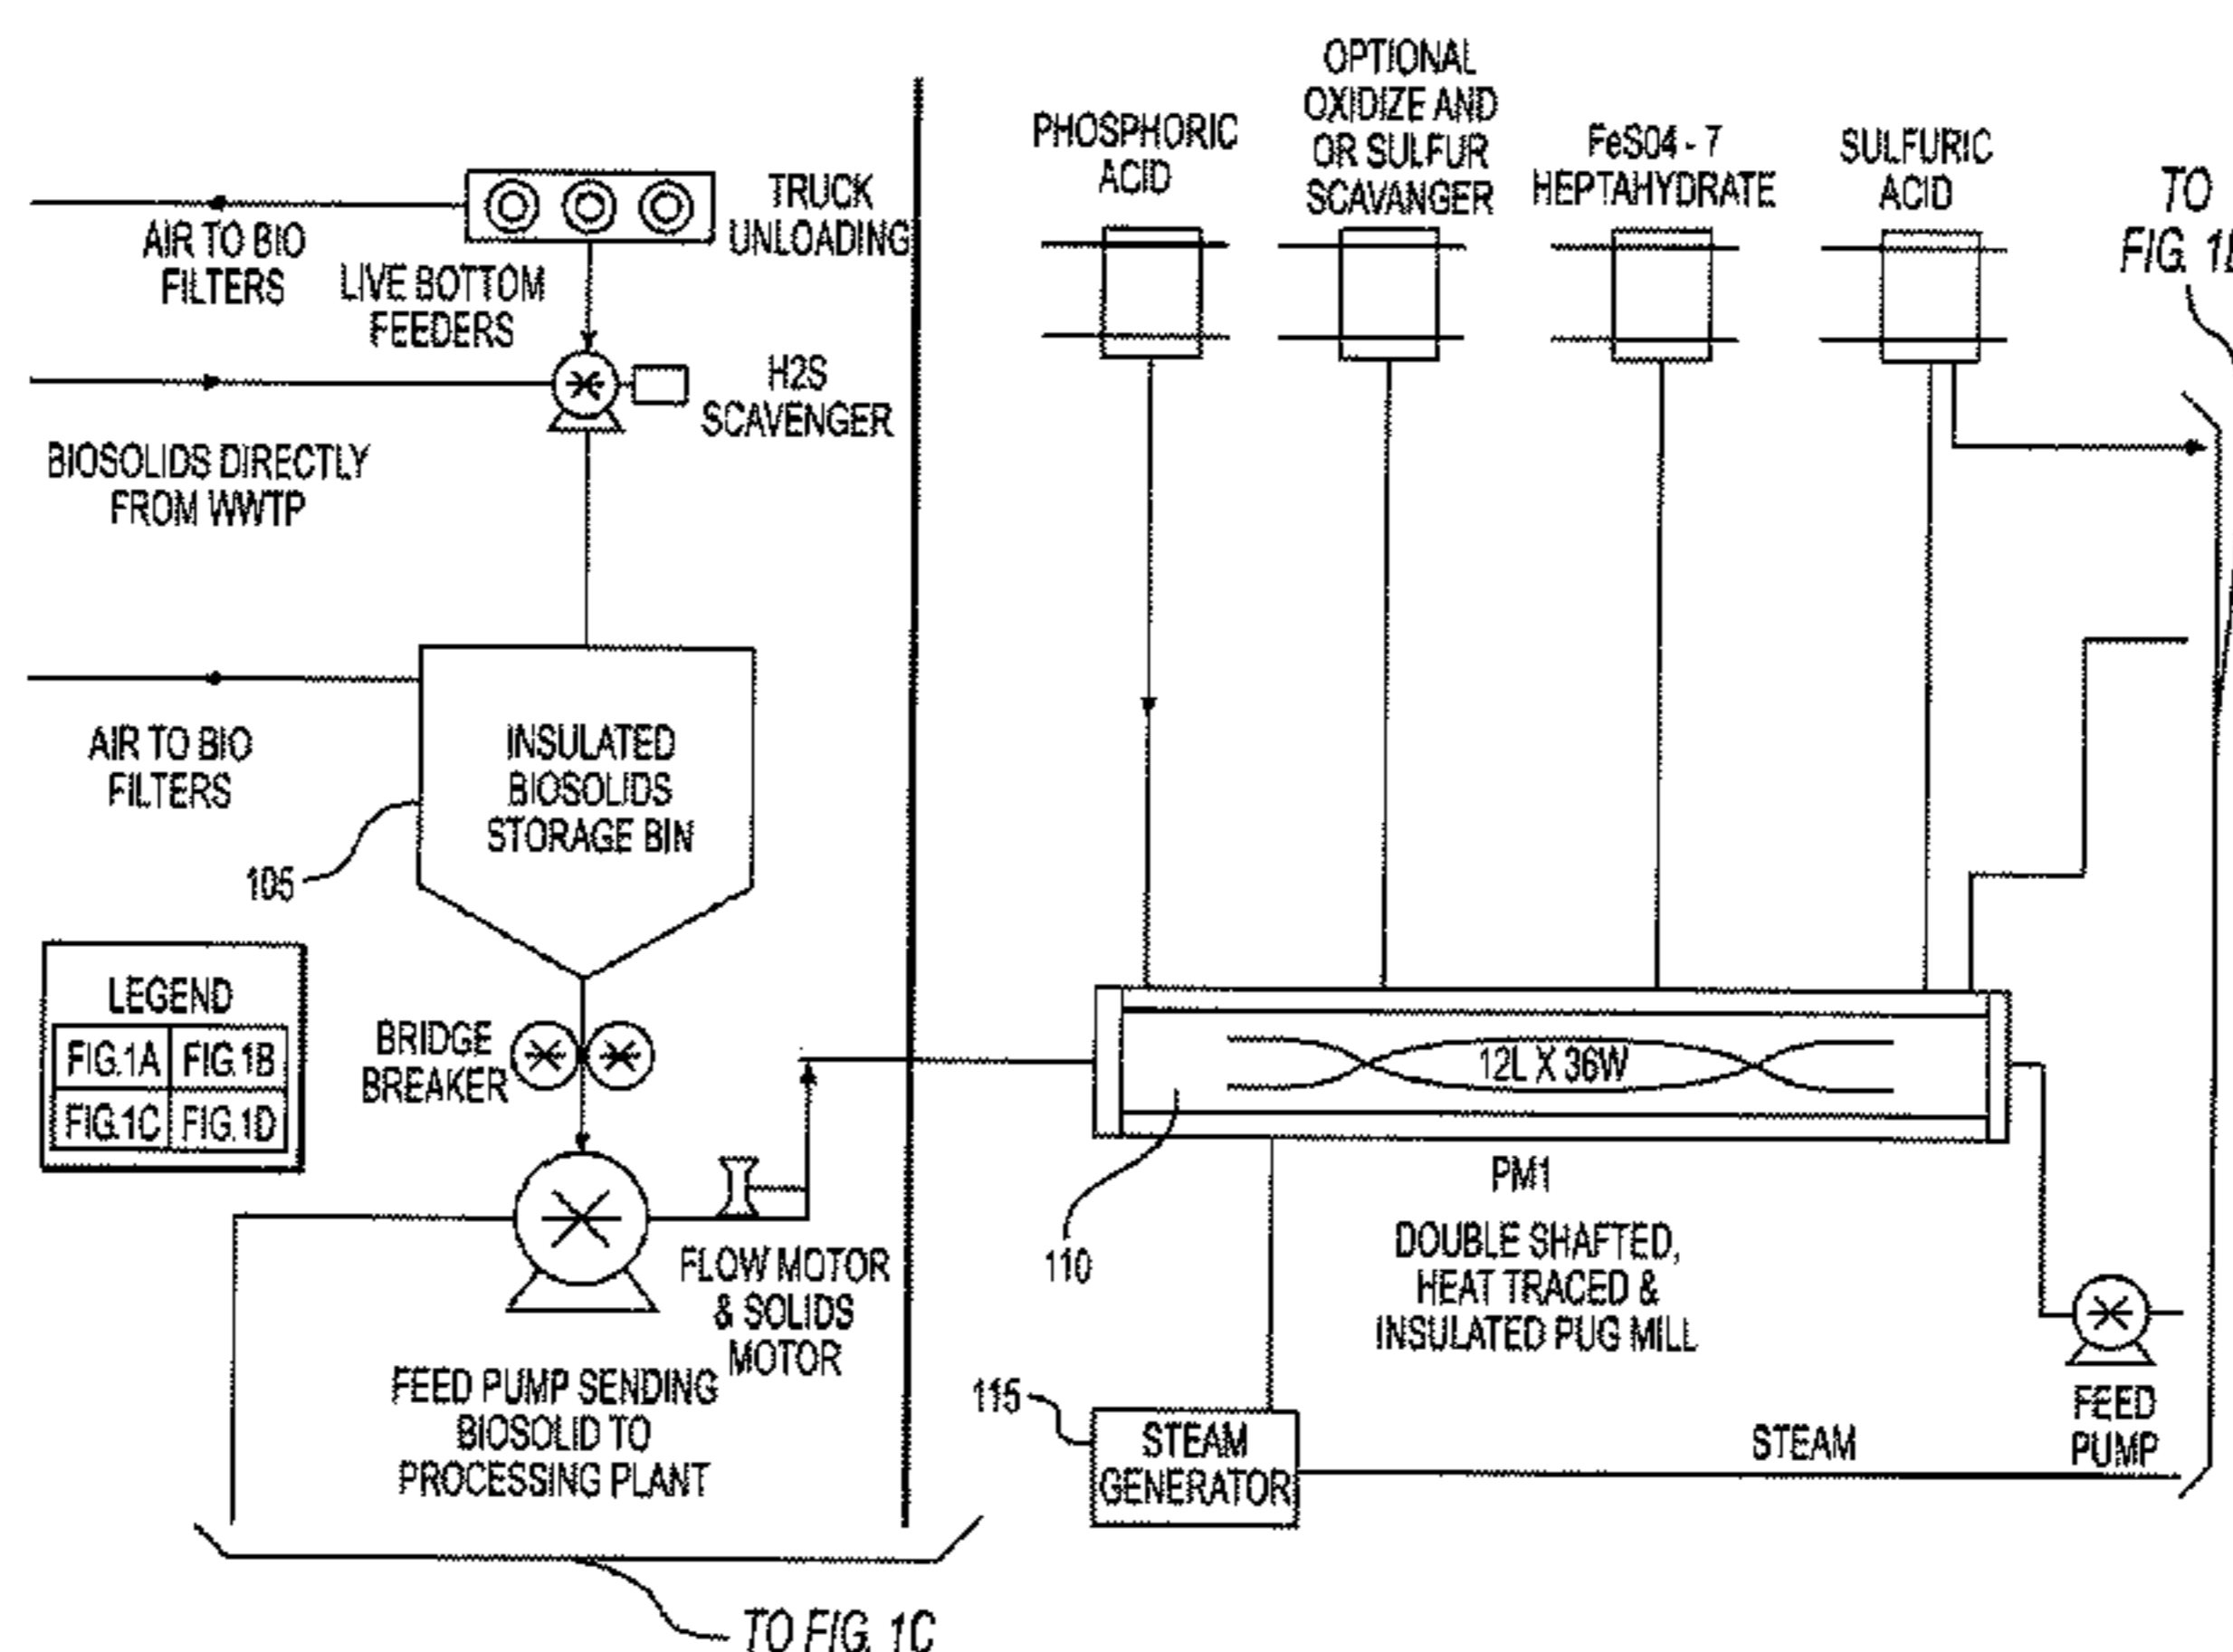 TRUCK
UNLOADING
AIR TO BIO
FILTERS
LIVE BOTTOM
FEEDERS
H2S
SCAVENGER
BIOSOLIDS DIRECTLY
FROM WWTP
AIR TO BIO
FILTERS
INSULATED
BIOSOLIDS
STORAGE BIN
105
LEGEND
FIG.1A FIG.1B
FIG.1C FIG.1D
BRIDGE
BREAKER
FLOW MOTOR
& SOLIDS
MOTOR
FEED PUMP SENDING
BIOSOLID TO
PROCESSING PLANT
TO FIG. 1C
PHOSPHORIC
ACID
OPTIONAL
OXIDIZE AND
OR SULFUR
SCAVANGER
FeS04 - 7
HEPTAHYDRATE
SULFURIC
ACID
TO
FIG.
12L X 36W
110
PM1
DOUBLE SHAFTED,
HEAT TRACED &
INSULATED PUG MILL
115
STEAM
GENERATOR
STEAM
FEED
PUMP